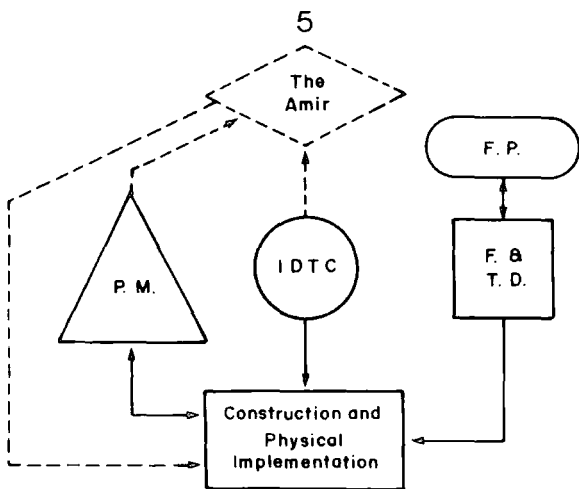 5
The
Amir
F. P.
P. M.
IDTC
F. &
T. D.
Construction and
Physical
Implementation